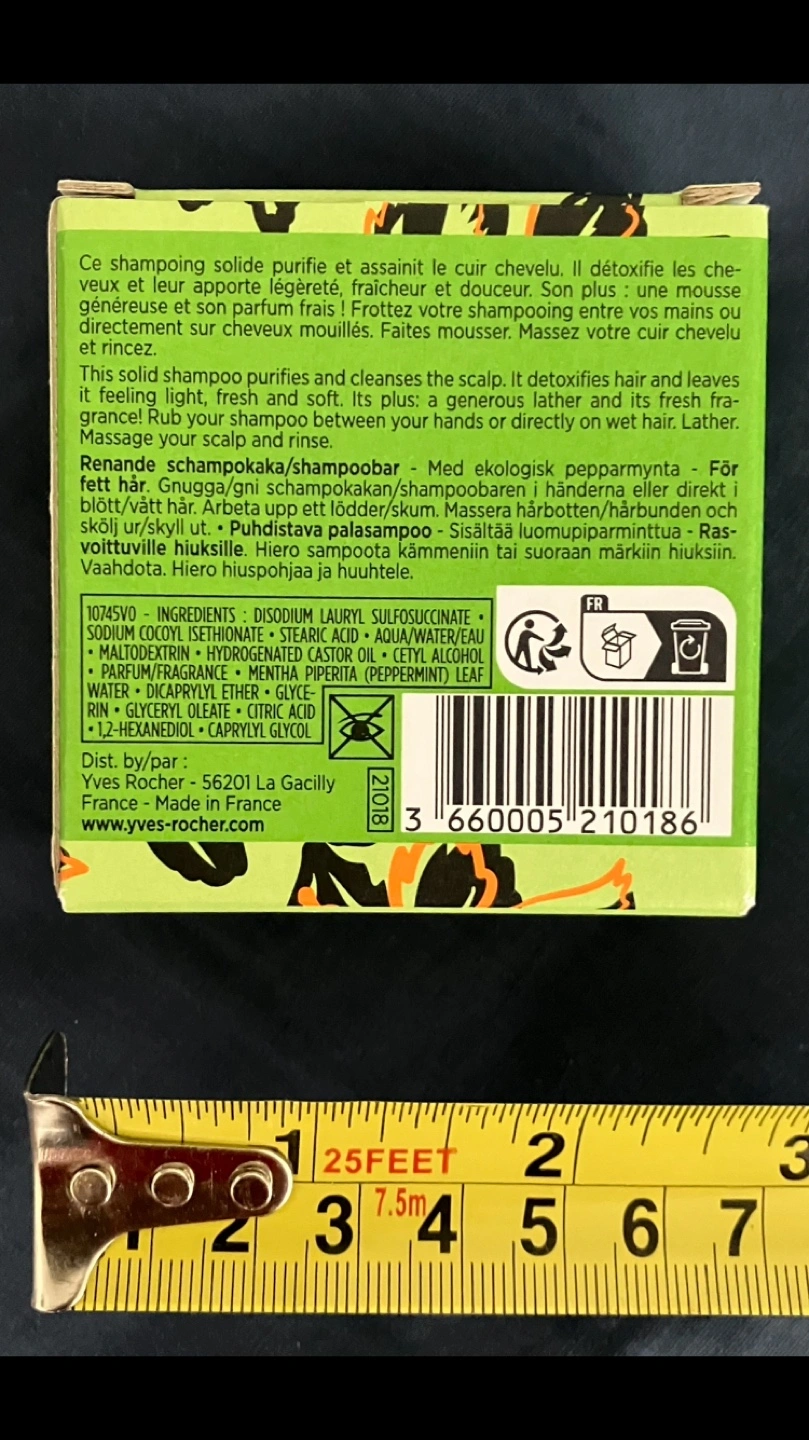 Ce shampoing solide purifie et assainit le cuir chevelu. Il détoxifie les che-
veux et leur apporte légèreté, fraîcheur et douceur. Son plus : une mousse
généreuse et son parfum frais ! Frottez votre shampooing entre vos mains ou
directement sur cheveux mouillés. Faites mousser. Massez votre cuir chevelu
et rincez.
This solid shampoo purifies and cleanses the scalp. It detoxifies hair and leaves
it feeling light, fresh and soft. Its plus: a generous lather and its fresh fra-
grance! Rub your shampoo between your hands or directly on wet hair. Lather.
Massage your scalp and rinse.
Renande schampokaka/shampoobar - Med ekologisk pepparmynta - För
fett hår. Gnugga/gni schampokakan/shampoobaren i händerna eller direkt i
blött/vått hår. Arbeta upp ett lödder/skum. Massera hårbotten/hårbunden och
skölj ur/skyll ut. • Puhdistava palasampoo - Sisältää luomupiparminttua - Ras-
voittuville hiuksille. Hiero sampoota kämmeniin tai suoraan märkiin hiuksiin.
Vaahdota. Hiero hiuspohjaa ja huuhtele.
10745V0 - INGREDIENTS : DISODIUM LAURYL SULFOSUCCINATE •
SODIUM COCOYL ISETHIONATE • STEARIC ACID • AQUA/WATER/EAU
• MALTODEXTRIN • HYDROGENATED CASTOR OIL • CETYL ALCOHOL
• PARFUM/FRAGRANCE • MENTHA PIPERITA (PEPPERMINT) LEAF
WATER • DICAPRYLYL ETHER • GLYCE-
RIN • GLYCERYL OLEATE • CITRIC ACID
• 1,2-HEXANEDIOL • CAPRYLYL GLYCOL
FR
Dist. by/par :
Yves Rocher - 56201 La Gacilly
France - Made in France
www.yves-rocher.com
21018
3 660005 210186
1 25FEET 2 3
7.5m
1 2 3 4 5 6 7